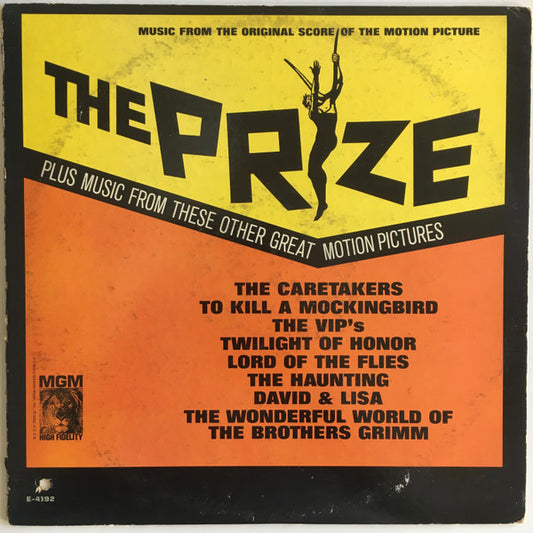 MUSIC FROM THE ORIGINAL SCORE OF THE MOTION PICTURE
THE PRIZE
PLUS MUSIC FROM THESE OTHER GREAT MOTION PICTURES
THE CARETAKERS
TO KILL A MOCKINGBIRD
THE VIP's
TWILIGHT OF HONOR
LORD OF THE FLIES
THE HAUNTING
DAVID & LISA
THE WONDERFUL WORLD OF
THE BROTHERS GRIMM
MGM
HIGH FIDELITY
E-4192